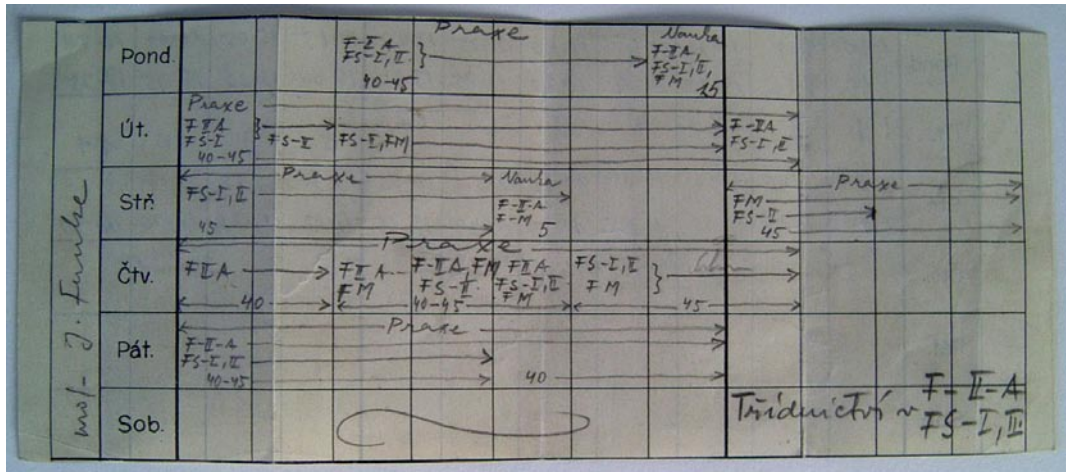 prof. J. Funke
Pond.
Praxe
F-II A
FS-I, II.
40-45
Nauka
F-II A,
FS-I, II,
FM
15
Út.
Praxe
F II A
FS-I
40-45
FS-II
FS-I, FM
F-IIA
FS-I, II
Stř.
Praxe
FS-I, II
45
Nauka
F-II-A
F-M
5
Praxe
FM
FS-II
45
Čtv.
Praxe
F II A
40
F II A
FM
F-II A, FM
FS-II.
40-45
F II A
FS-I, II
FM
FS-I, II
FM
45
Pát.
Praxe
F-II-A
FS-I, II
40-45
40
Sob.
Třídnictví v F-II-A
FS-I, II.